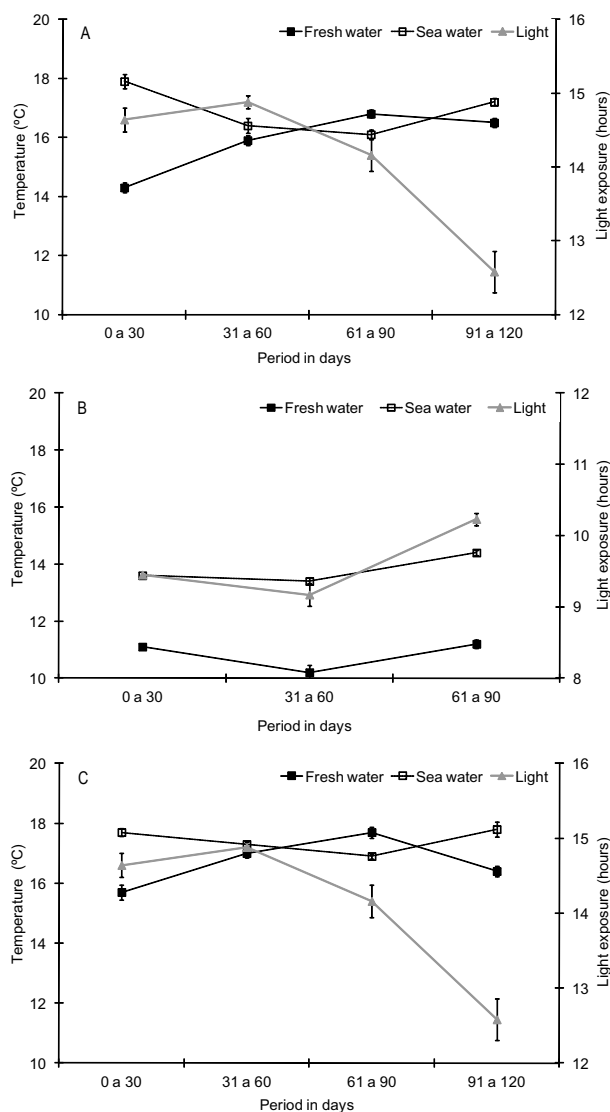 A
Fresh water Sea water Light
Temperature (ºC)
20
18
16
14
12
10
Light exposure (hours)
16
15
14
13
12
0 a 30 31 a 60 61 a 90 91 a 120
Period in days
B
Fresh water Sea water Light
Temperature (ºC)
20
18
16
14
12
10
Light exposure (hours)
12
11
10
9
8
0 a 30 31 a 60 61 a 90
Period in days
C
Fresh water Sea water Light
Temperature (ºC)
20
18
16
14
12
10
Light exposure (hours)
16
15
14
13
12
0 a 30 31 a 60 61 a 90 91 a 120
Period in days